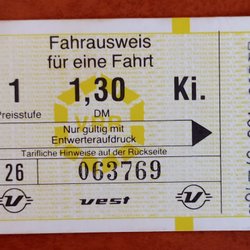 Fahrausweis
für eine Fahrt
1 1,30 Ki.
Preisstufe DM
Nur gültig mit
Entwerteraufdruck
Tarifliche Hinweise auf der Rückseite
26 063769
vest